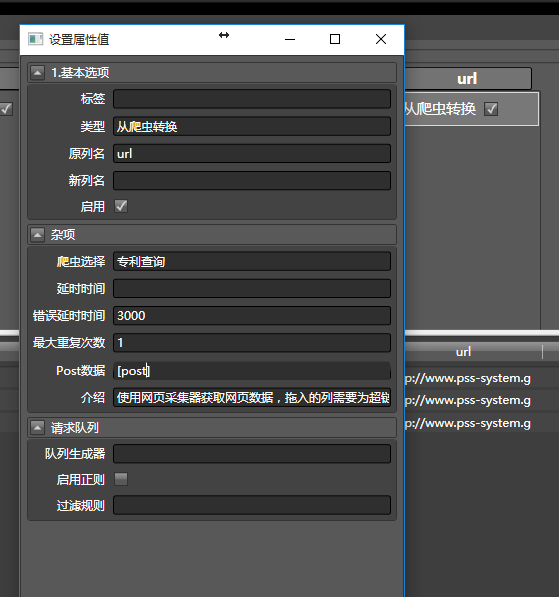 设置属性值
1.基本选项
标签
类型 从爬虫转换
原列名 url
新列名
启用
杂项
爬虫选择 专利查询
延时时间
错误延时时间 3000
最大重复次数 1
Post数据 [post]
介绍 使用网页采集器获取网页数据，拖入的列需要为超链
请求队列
队列生成器
启用正则
过滤规则
url
从爬虫转换
url
p://www.pss-system.g
p://www.pss-system.g
p://www.pss-system.g